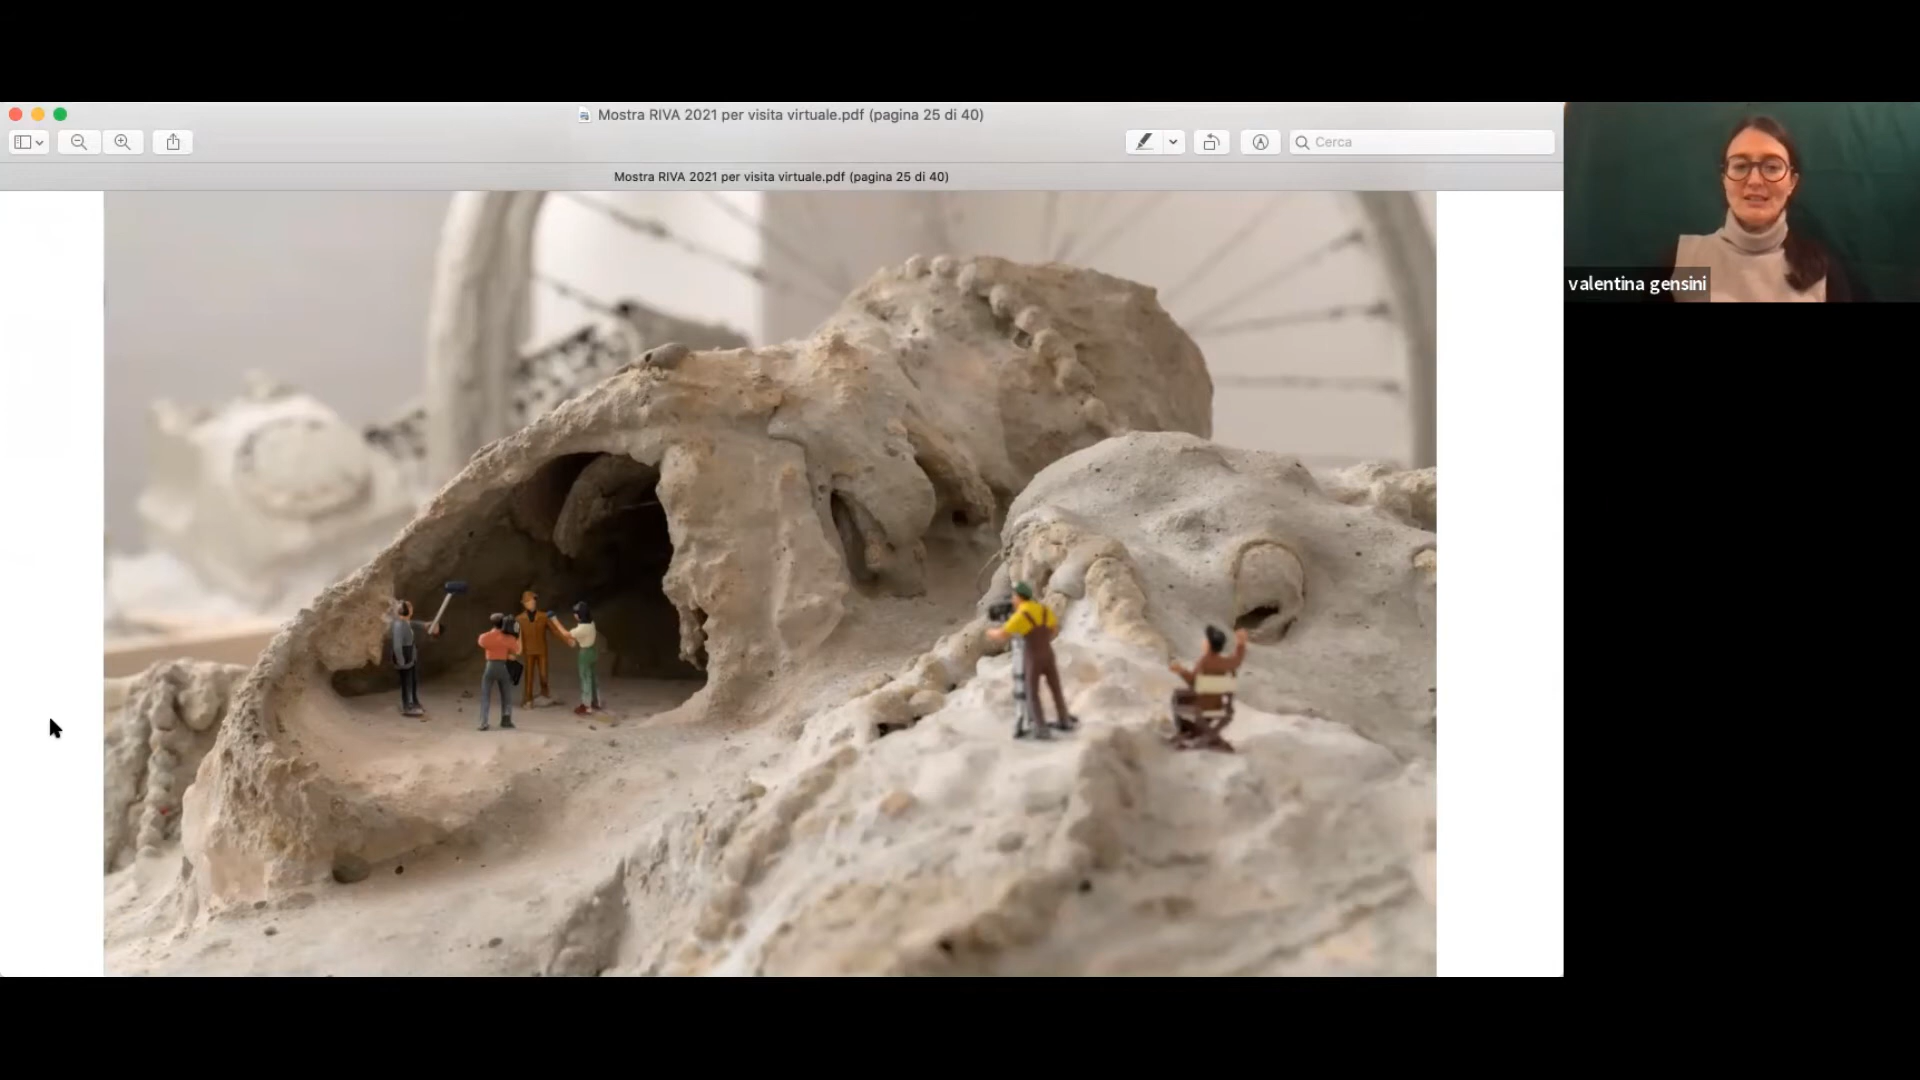 Mostra RIVA 2021 per visita virtuale.pdf (pagina 25 di 40)
Cerca
Mostra RIVA 2021 per visita virtuale.pdf (pagina 25 di 40)
valentina gensini